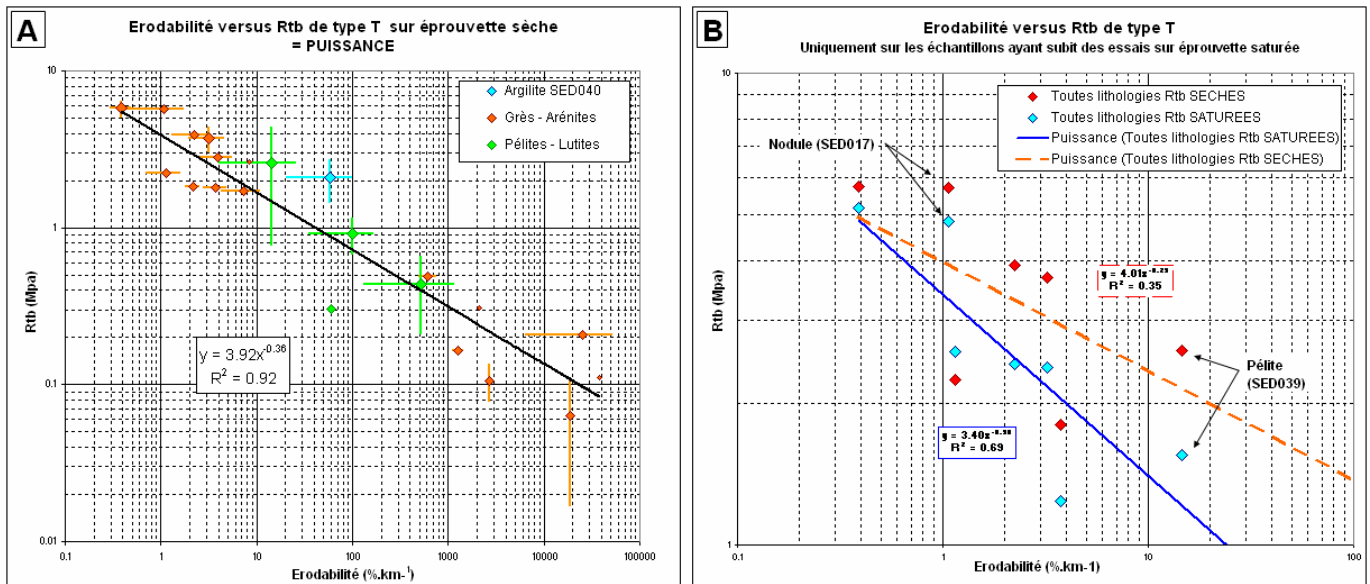 A
Erodabilité versus Rtb de type T sur éprouvette sèche
= PUISSANCE
10
1
0.1
0.01
Rtb (Mpa)
Argilite SED040
Grès - Arénites
Pélites - Lutites
y = 3.92x^-0.36
R² = 0.92
0.1
1
10
100
1000
10000
100000
Erodabilité (%.km-¹)
B
Erodabilité versus Rtb de type T
Uniquement sur les échantillons ayant subit des essais sur éprouvette saturée
10
1
Rtb (Mpa)
Toutes lithologies Rtb SECHES
Toutes lithologies Rtb SATUREES
Puissance (Toutes lithologies Rtb SATUREES)
Puissance (Toutes lithologies Rtb SECHES)
Nodule (SED017)
R² = 0.35
Pélite
(SED039)
R² = 0.69
0.1
1
10
100
Erodabilité (%.km-1)